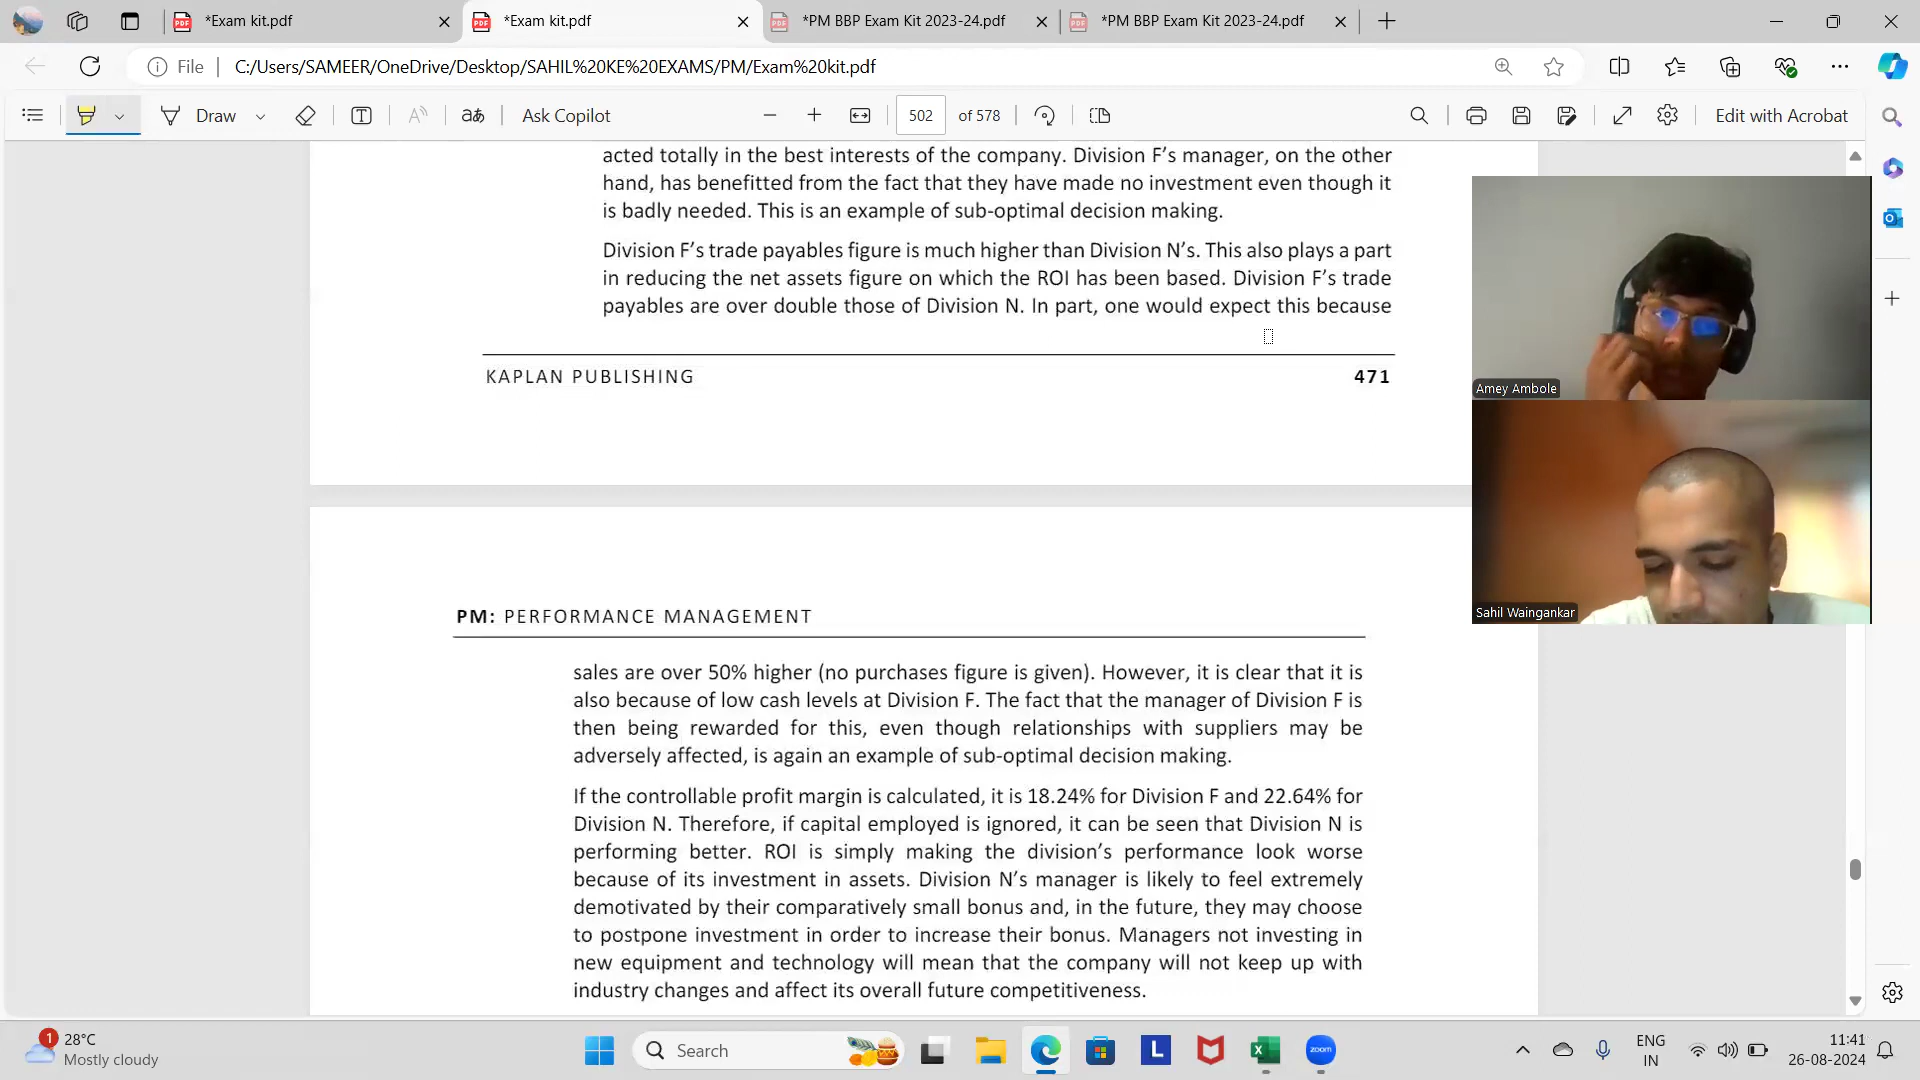 *Exam kit.pdf
*Exam kit.pdf
*PM BBP Exam Kit 2023-24.pdf
*PM BBP Exam Kit 2023-24.pdf
File
C:/Users/SAMEER/OneDrive/Desktop/SAHIL%20KE%20EXAMS/PM/Exam%20kit.pdf
Draw
aあ
Ask Copilot
502 of 578
Edit with Acrobat
acted totally in the best interests of the company. Division F's manager, on the other
hand, has benefitted from the fact that they have made no investment even though it
is badly needed. This is an example of sub-optimal decision making.
Division F's trade payables figure is much higher than Division N's. This also plays a part
in reducing the net assets figure on which the ROI has been based. Division F's trade
payables are over double those of Division N. In part, one would expect this because
KAPLAN PUBLISHING
471
Amey Ambole
Sahil Waingankar
PM: PERFORMANCE MANAGEMENT
sales are over 50% higher (no purchases figure is given). However, it is clear that it is
also because of low cash levels at Division F. The fact that the manager of Division F is
then being rewarded for this, even though relationships with suppliers may be
adversely affected, is again an example of sub-optimal decision making.
If the controllable profit margin is calculated, it is 18.24% for Division F and 22.64% for
Division N. Therefore, if capital employed is ignored, it can be seen that Division N is
performing better. ROI is simply making the division's performance look worse
because of its investment in assets. Division N's manager is likely to feel extremely
demotivated by their comparatively small bonus and, in the future, they may choose
to postpone investment in order to increase their bonus. Managers not investing in
new equipment and technology will mean that the company will not keep up with
industry changes and affect its overall future competitiveness.
1
28°C
Mostly cloudy
Search
L
zoom
ENG
IN
11:41
26-08-2024